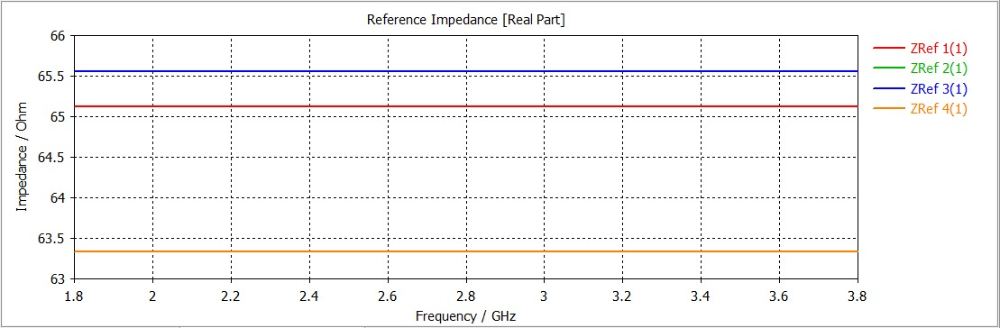 Reference Impedance [Real Part]
66
65.5
65
64.5
64
63.5
63
Impedance / Ohm
1.8 2 2.2 2.4 2.6 2.8 3 3.2 3.4 3.6 3.8
Frequency / GHz
ZRef 1(1)
ZRef 2(1)
ZRef 3(1)
ZRef 4(1)